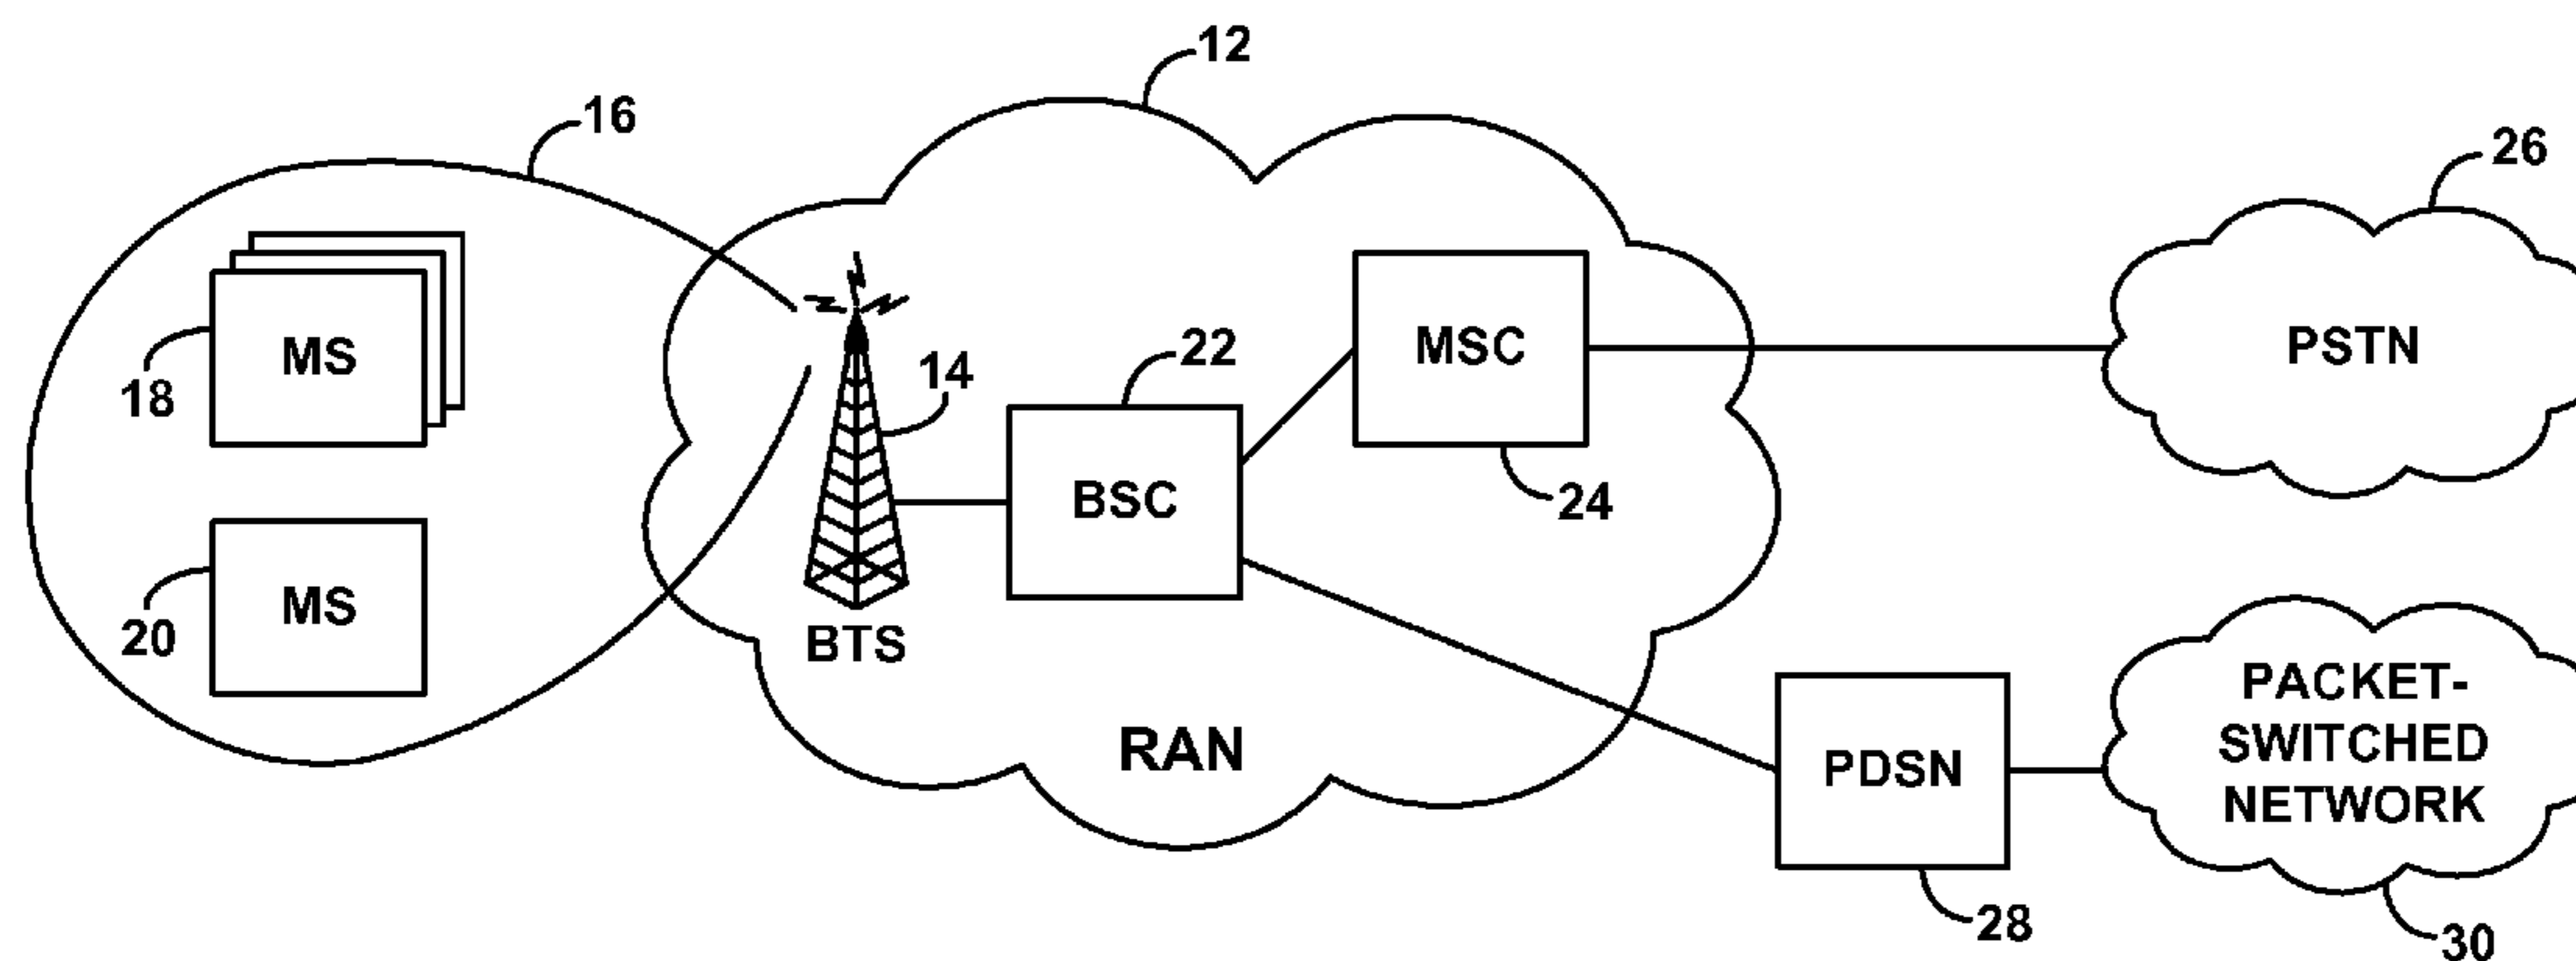 12
16
26
MS
18
MS
20
14
BTS
22
BSC
MSC
24
RAN
PSTN
PDSN
28
PACKET-
SWITCHED
NETWORK
30